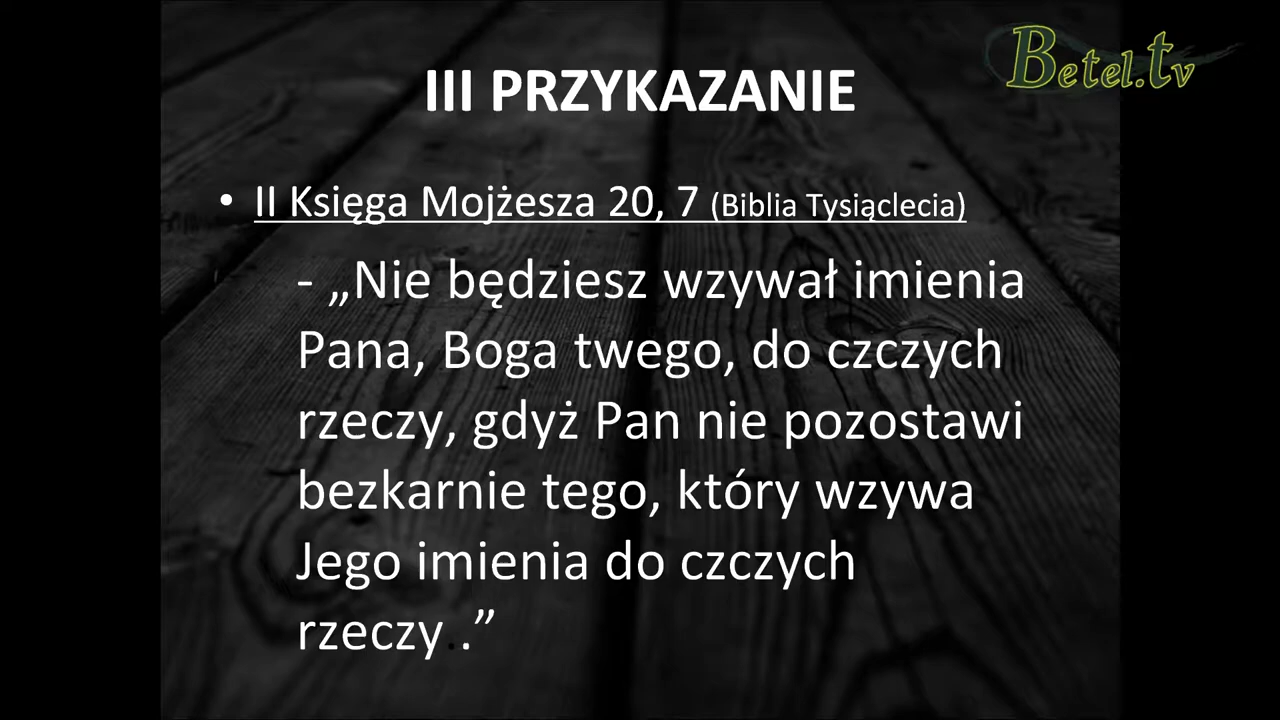 Betel.tv
III PRZYKAZANIE
• II Księga Mojżesza 20, 7 (Biblia Tysiąclecia)
- „Nie będziesz wzywał imienia
Pana, Boga twego, do czczych
rzeczy, gdyż Pan nie pozostawi
bezkarnie tego, który wzywa
Jego imienia do czczych
rzeczy . .”